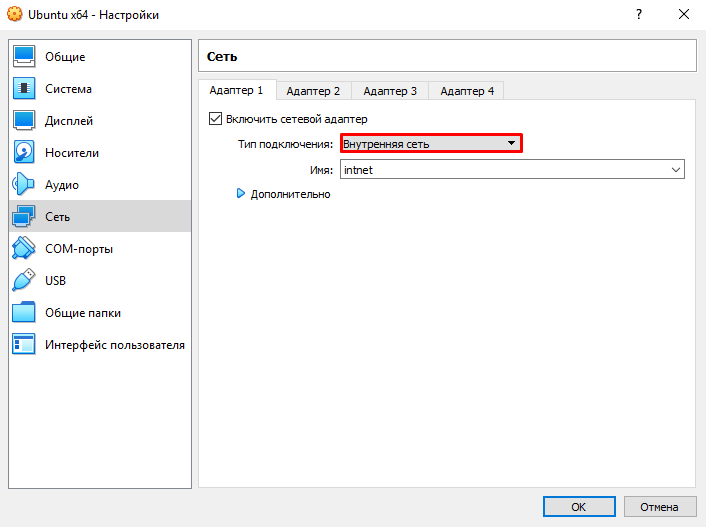 Ubuntu x64 - Настройки
?
Общие
Система
Дисплей
Носители
Аудио
Сеть
COM-порты
USB
Общие папки
Интерфейс пользователя
Сеть
Адаптер 1 Адаптер 2 Адаптер 3 Адаптер 4
Включить сетевой адаптер
Тип подключения: Внутренняя сеть
Имя: intnet
Дополнительно
OK Отмена